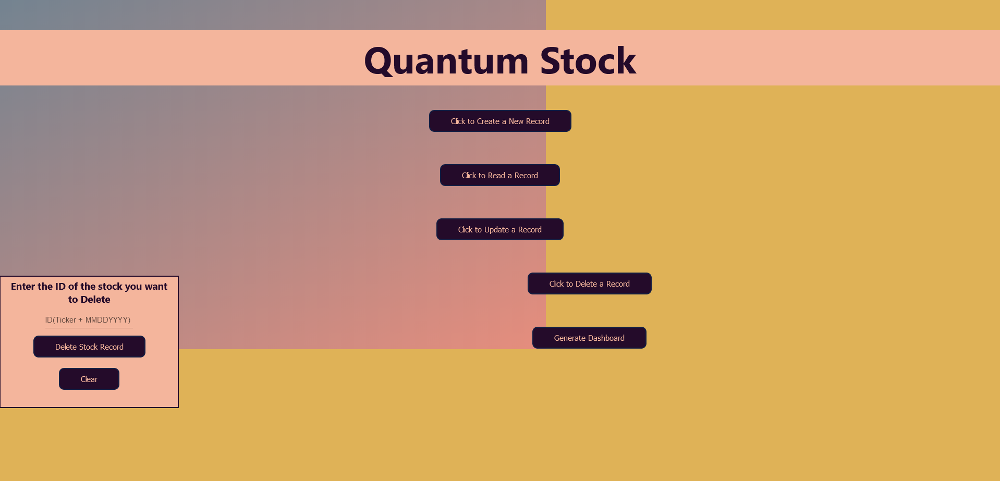 Quantum Stock
Click to Create a New Record
Click to Read a Record
Click to Update a Record
Click to Delete a Record
Enter the ID of the stock you want
to Delete
ID(Ticker + MMDDYYYY)
Delete Stock Record
Clear
Generate Dashboard